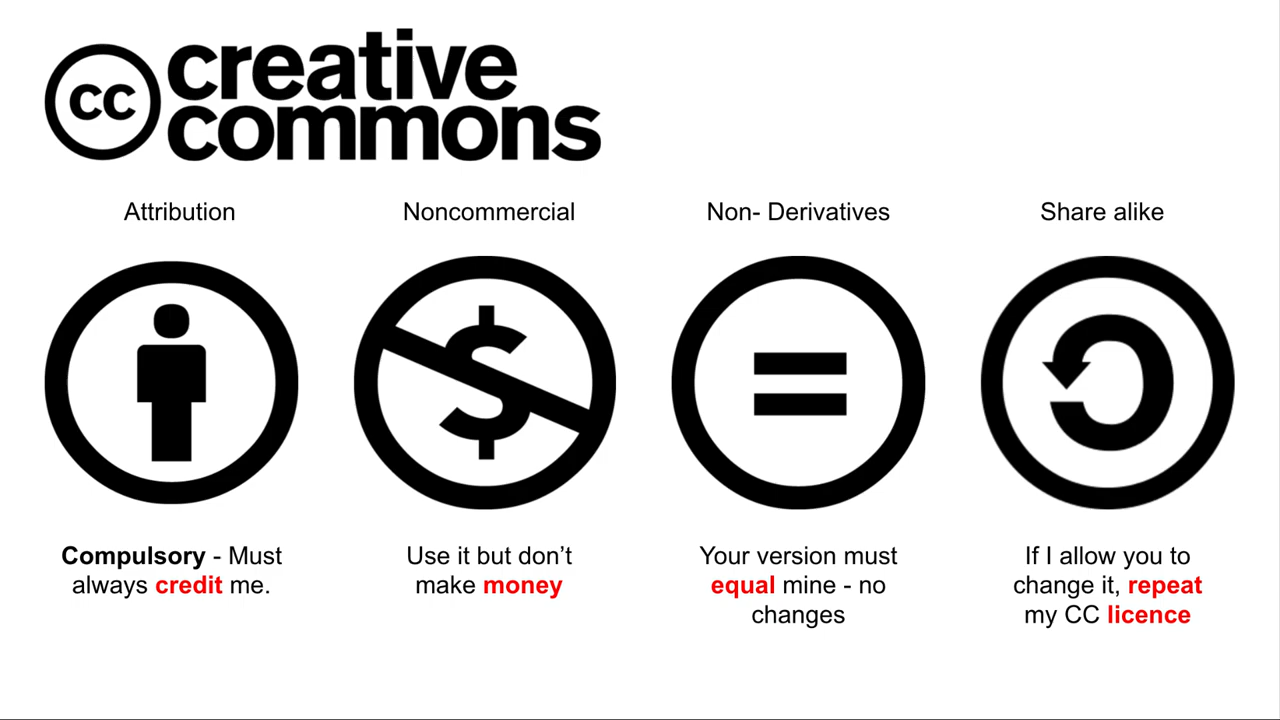 cc creative
commons
Attribution
Noncommercial
Non- Derivatives
Share alike
$
=
Compulsory - Must
always credit me.
Use it but don’t
make money
Your version must
equal mine - no
changes
If I allow you to
change it, repeat
my CC licence